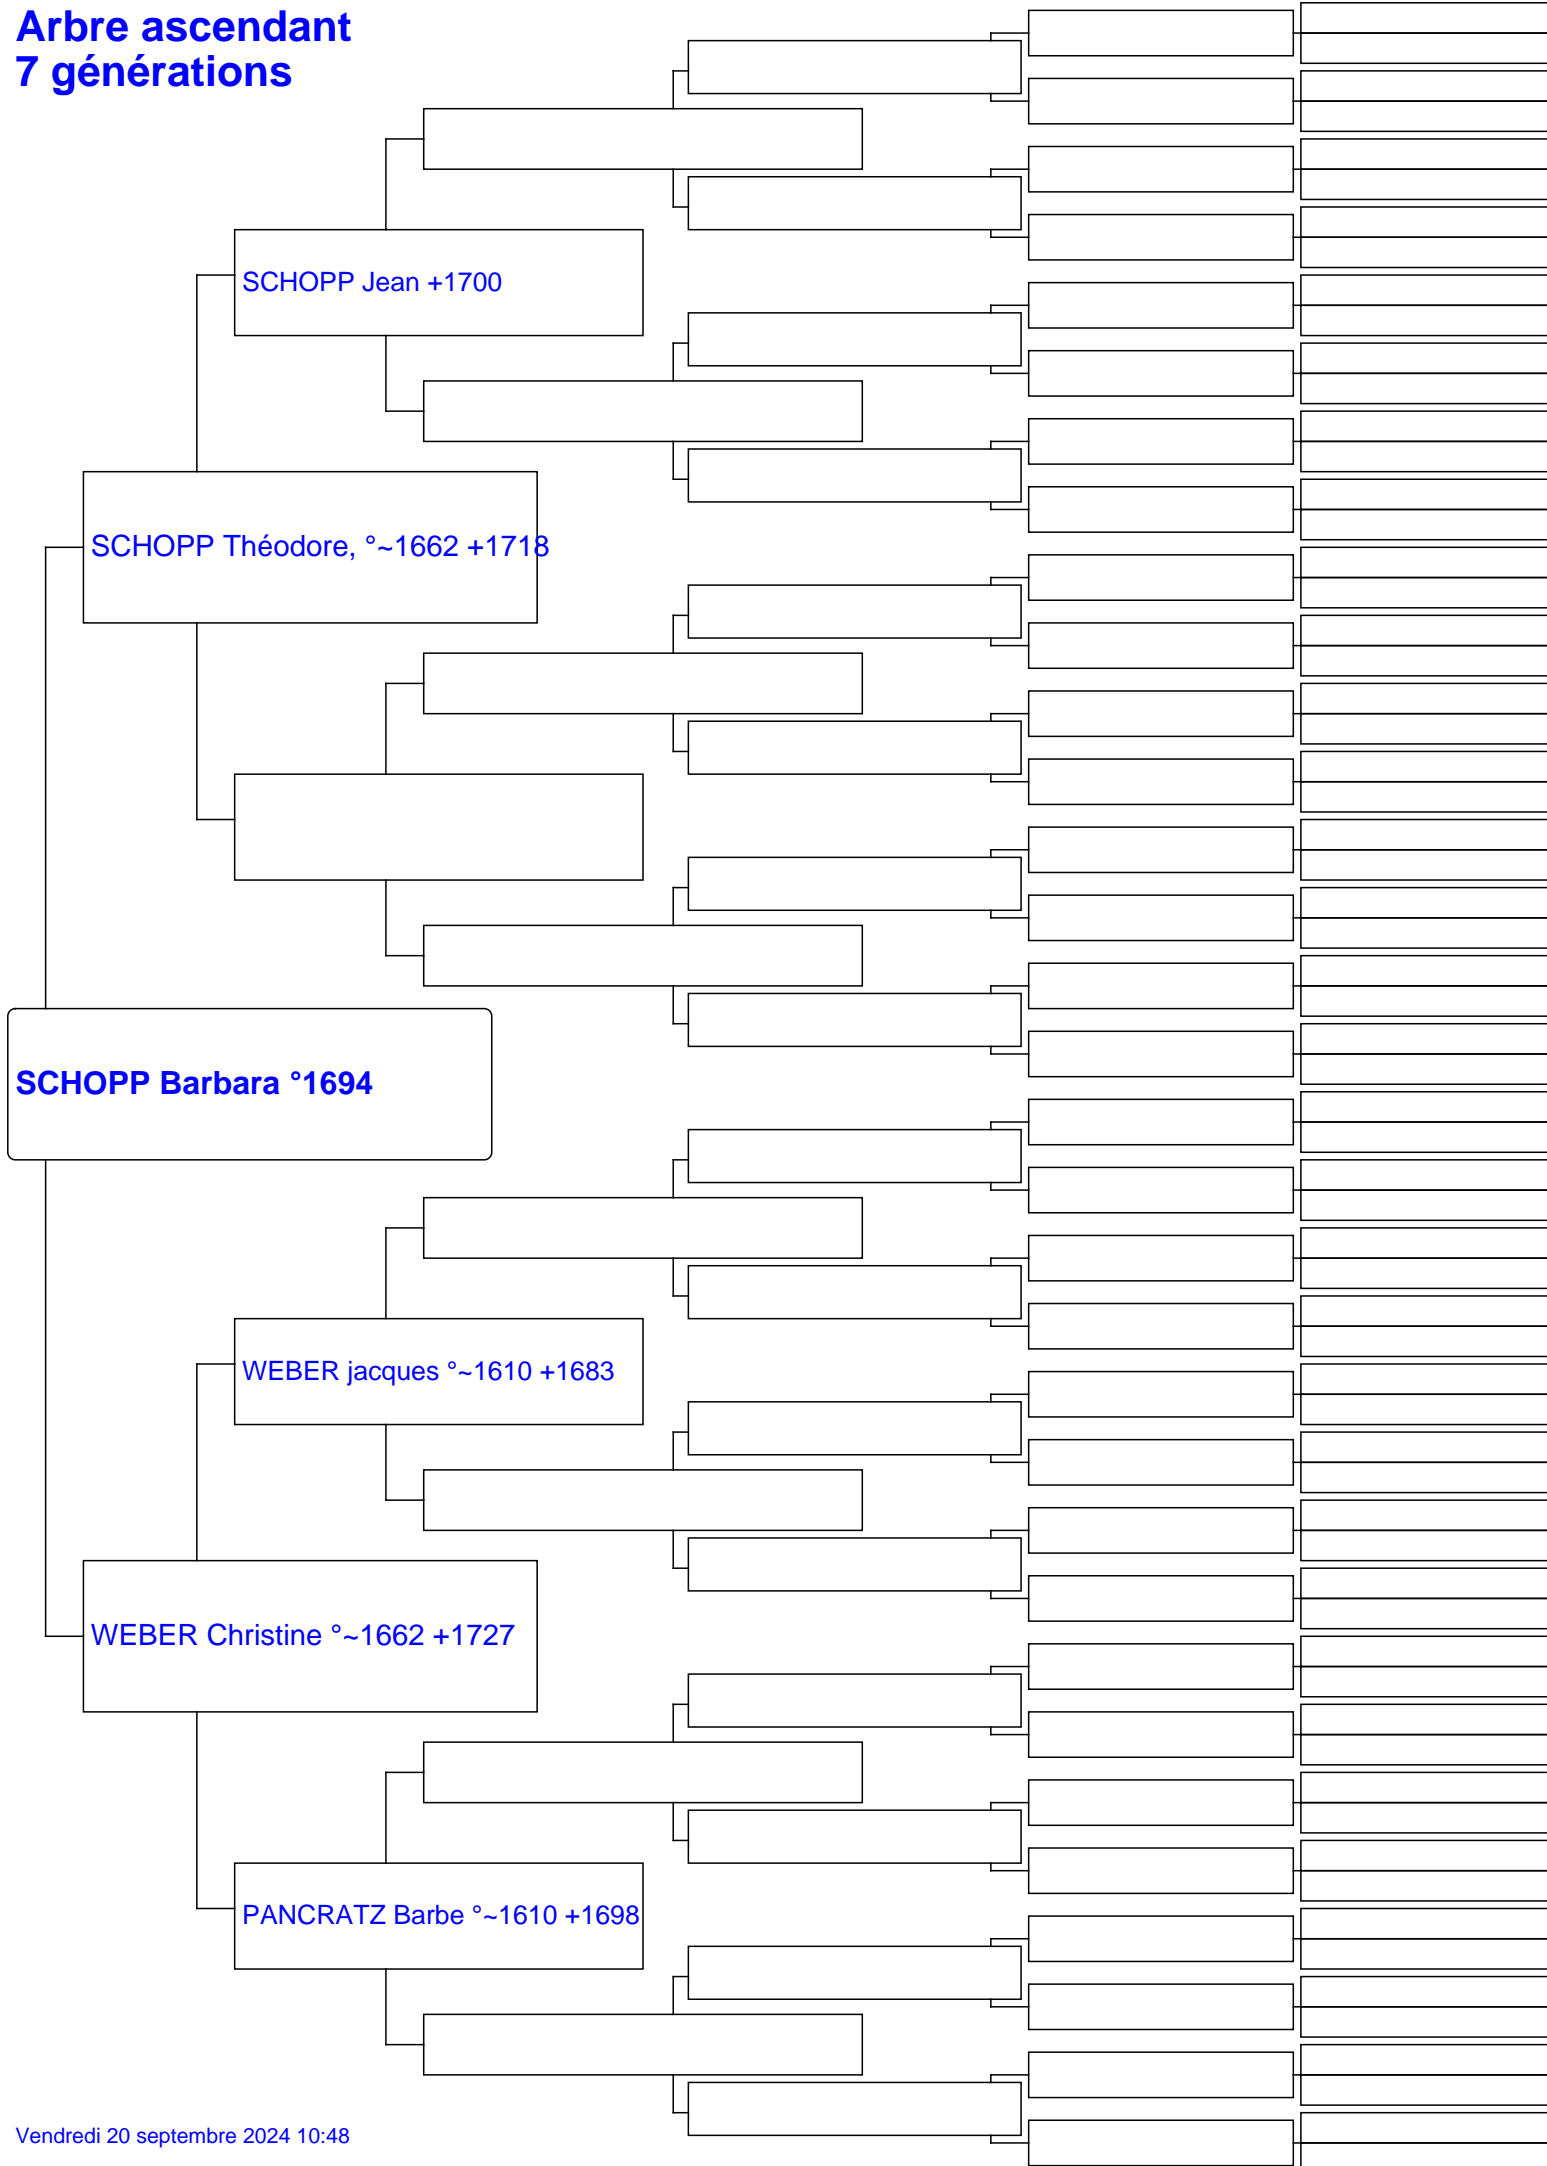 Arbre ascendant
7 générations
SCHOPP Jean +1700
SCHOPP Théodore, °~1662 +1718
SCHOPP Barbara °1694
WEBER jacques °~1610 +1683
WEBER Christine °~1662 +1727
PANCRATZ Barbe °~1610 +1698
Vendredi 20 septembre 2024 10:48